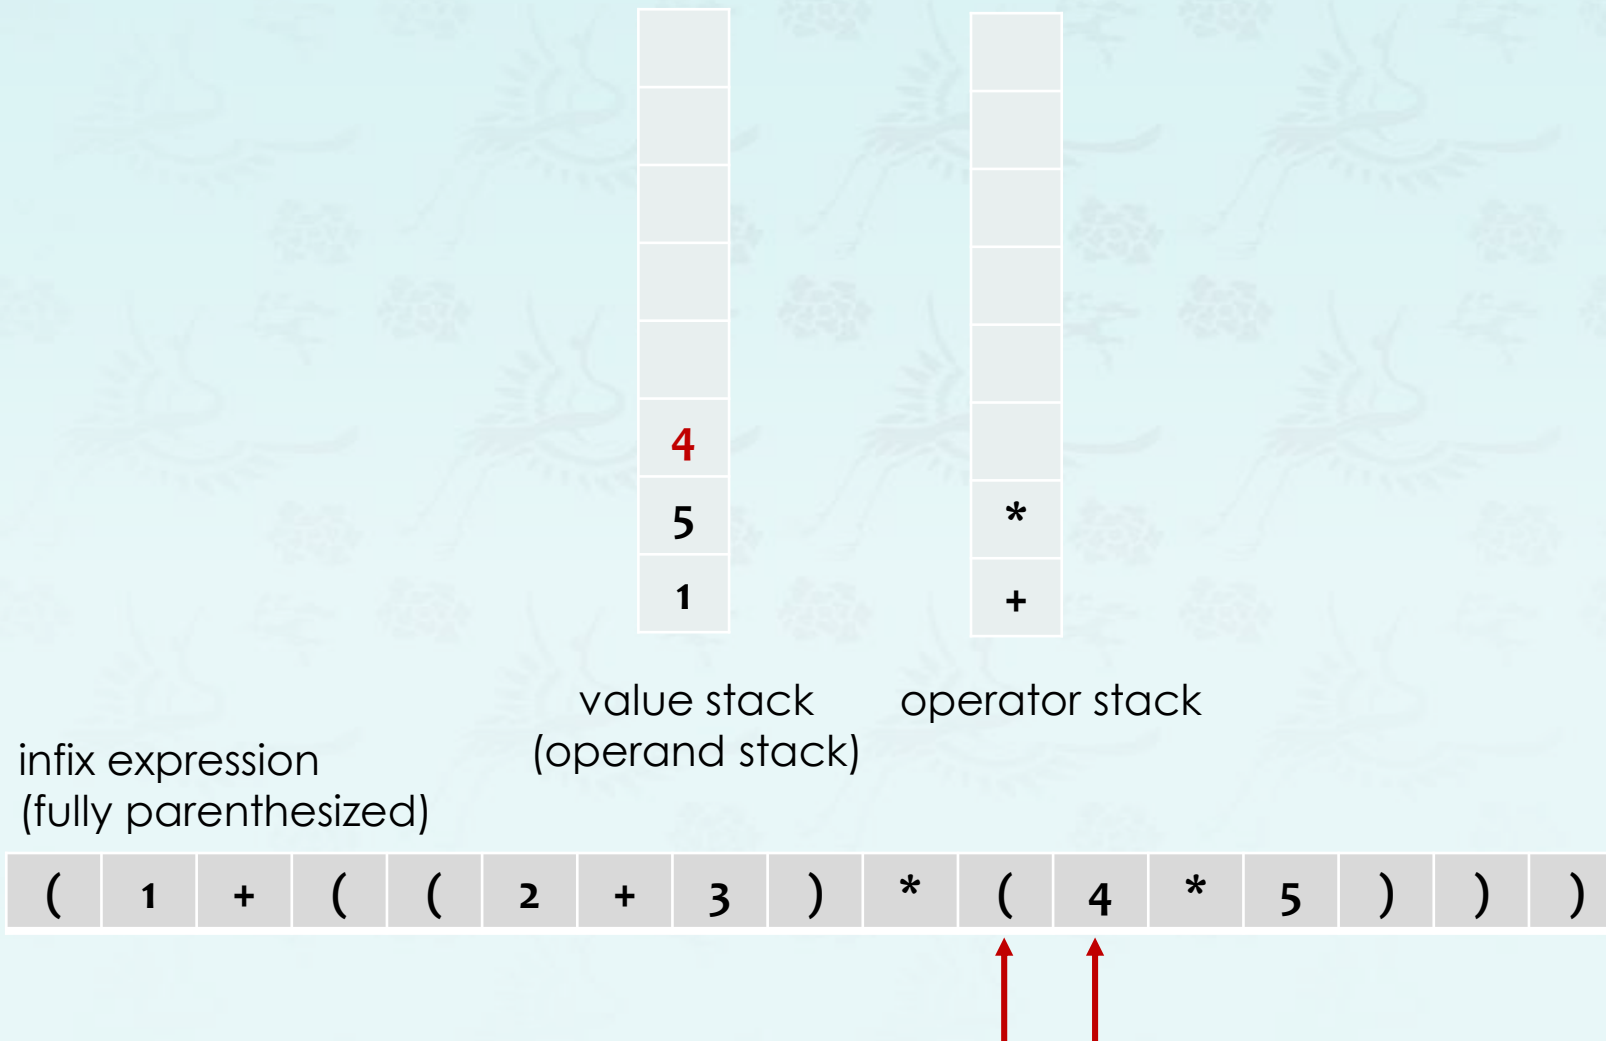 4
5 *
1 +
value stack operator stack
(operand stack)
infix expression
(fully parenthesized)
( 1 + ( ( 2 + 3 ) * ( 4 * 5 ) ) )